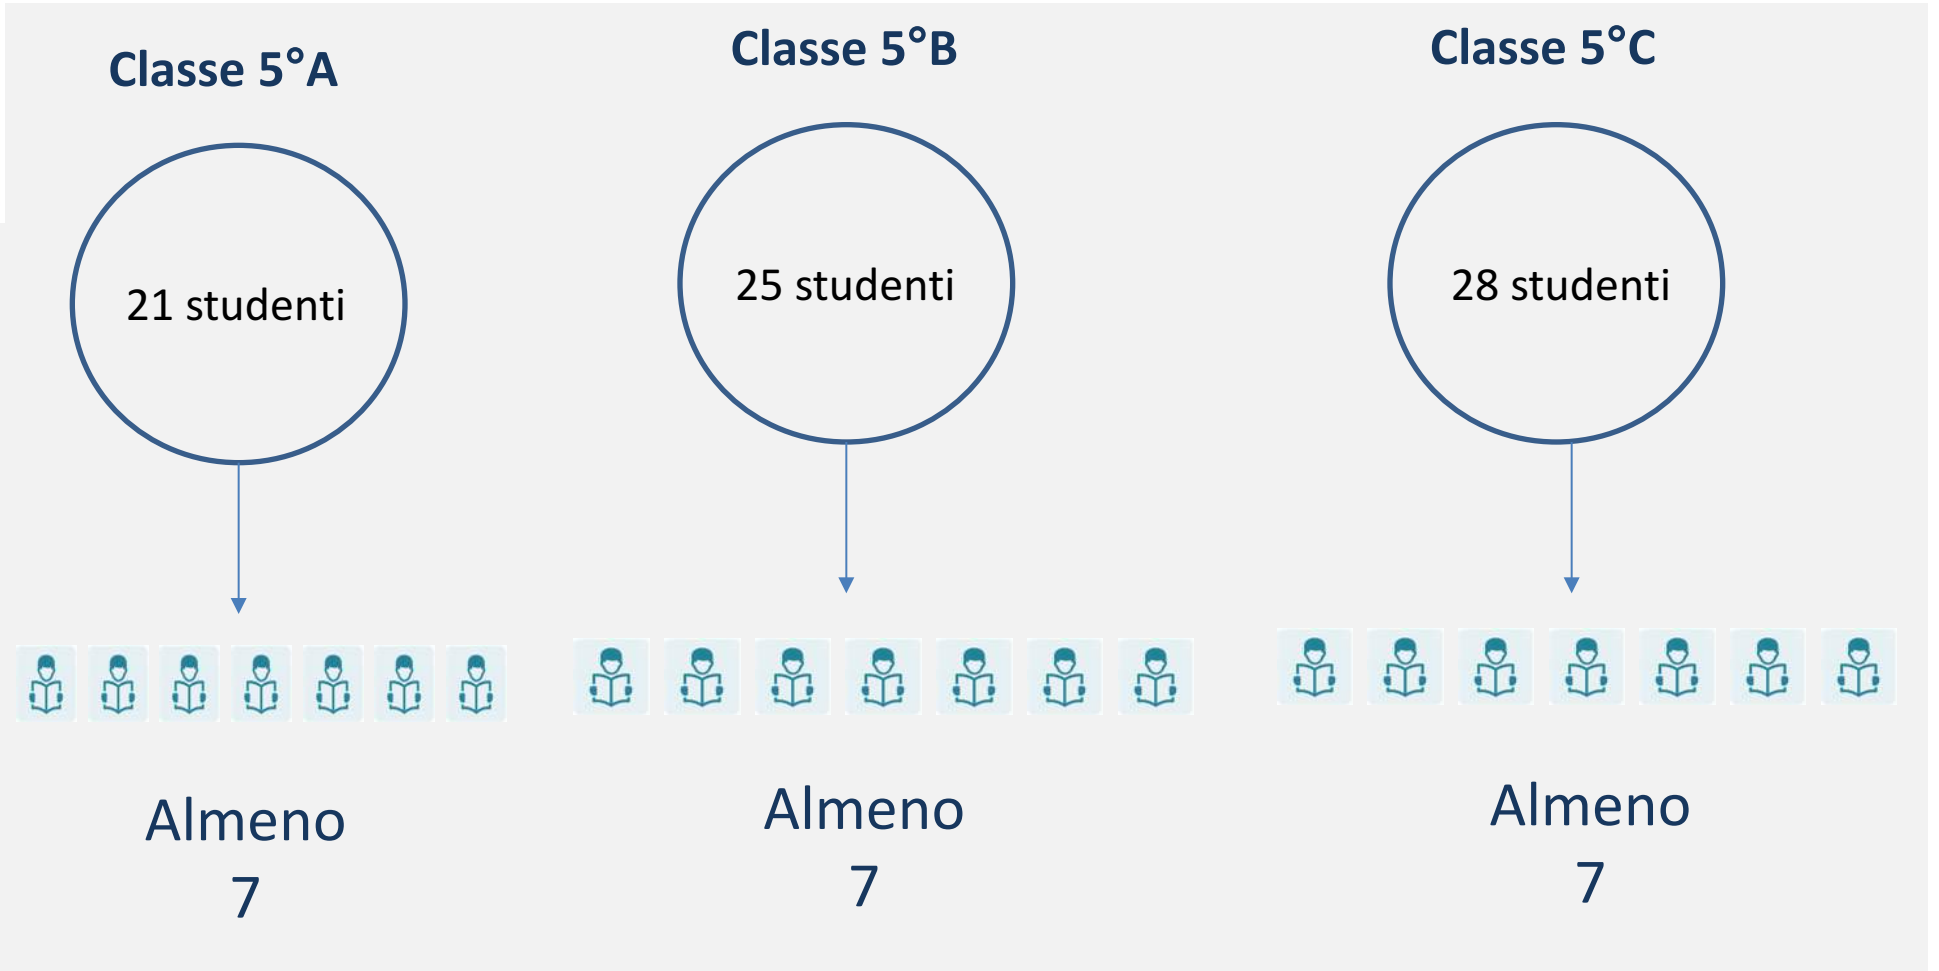 Classe 5°A
21 studenti
Almeno
7
Classe 5°B
25 studenti
Almeno
7
Classe 5°C
28 studenti
Almeno
7